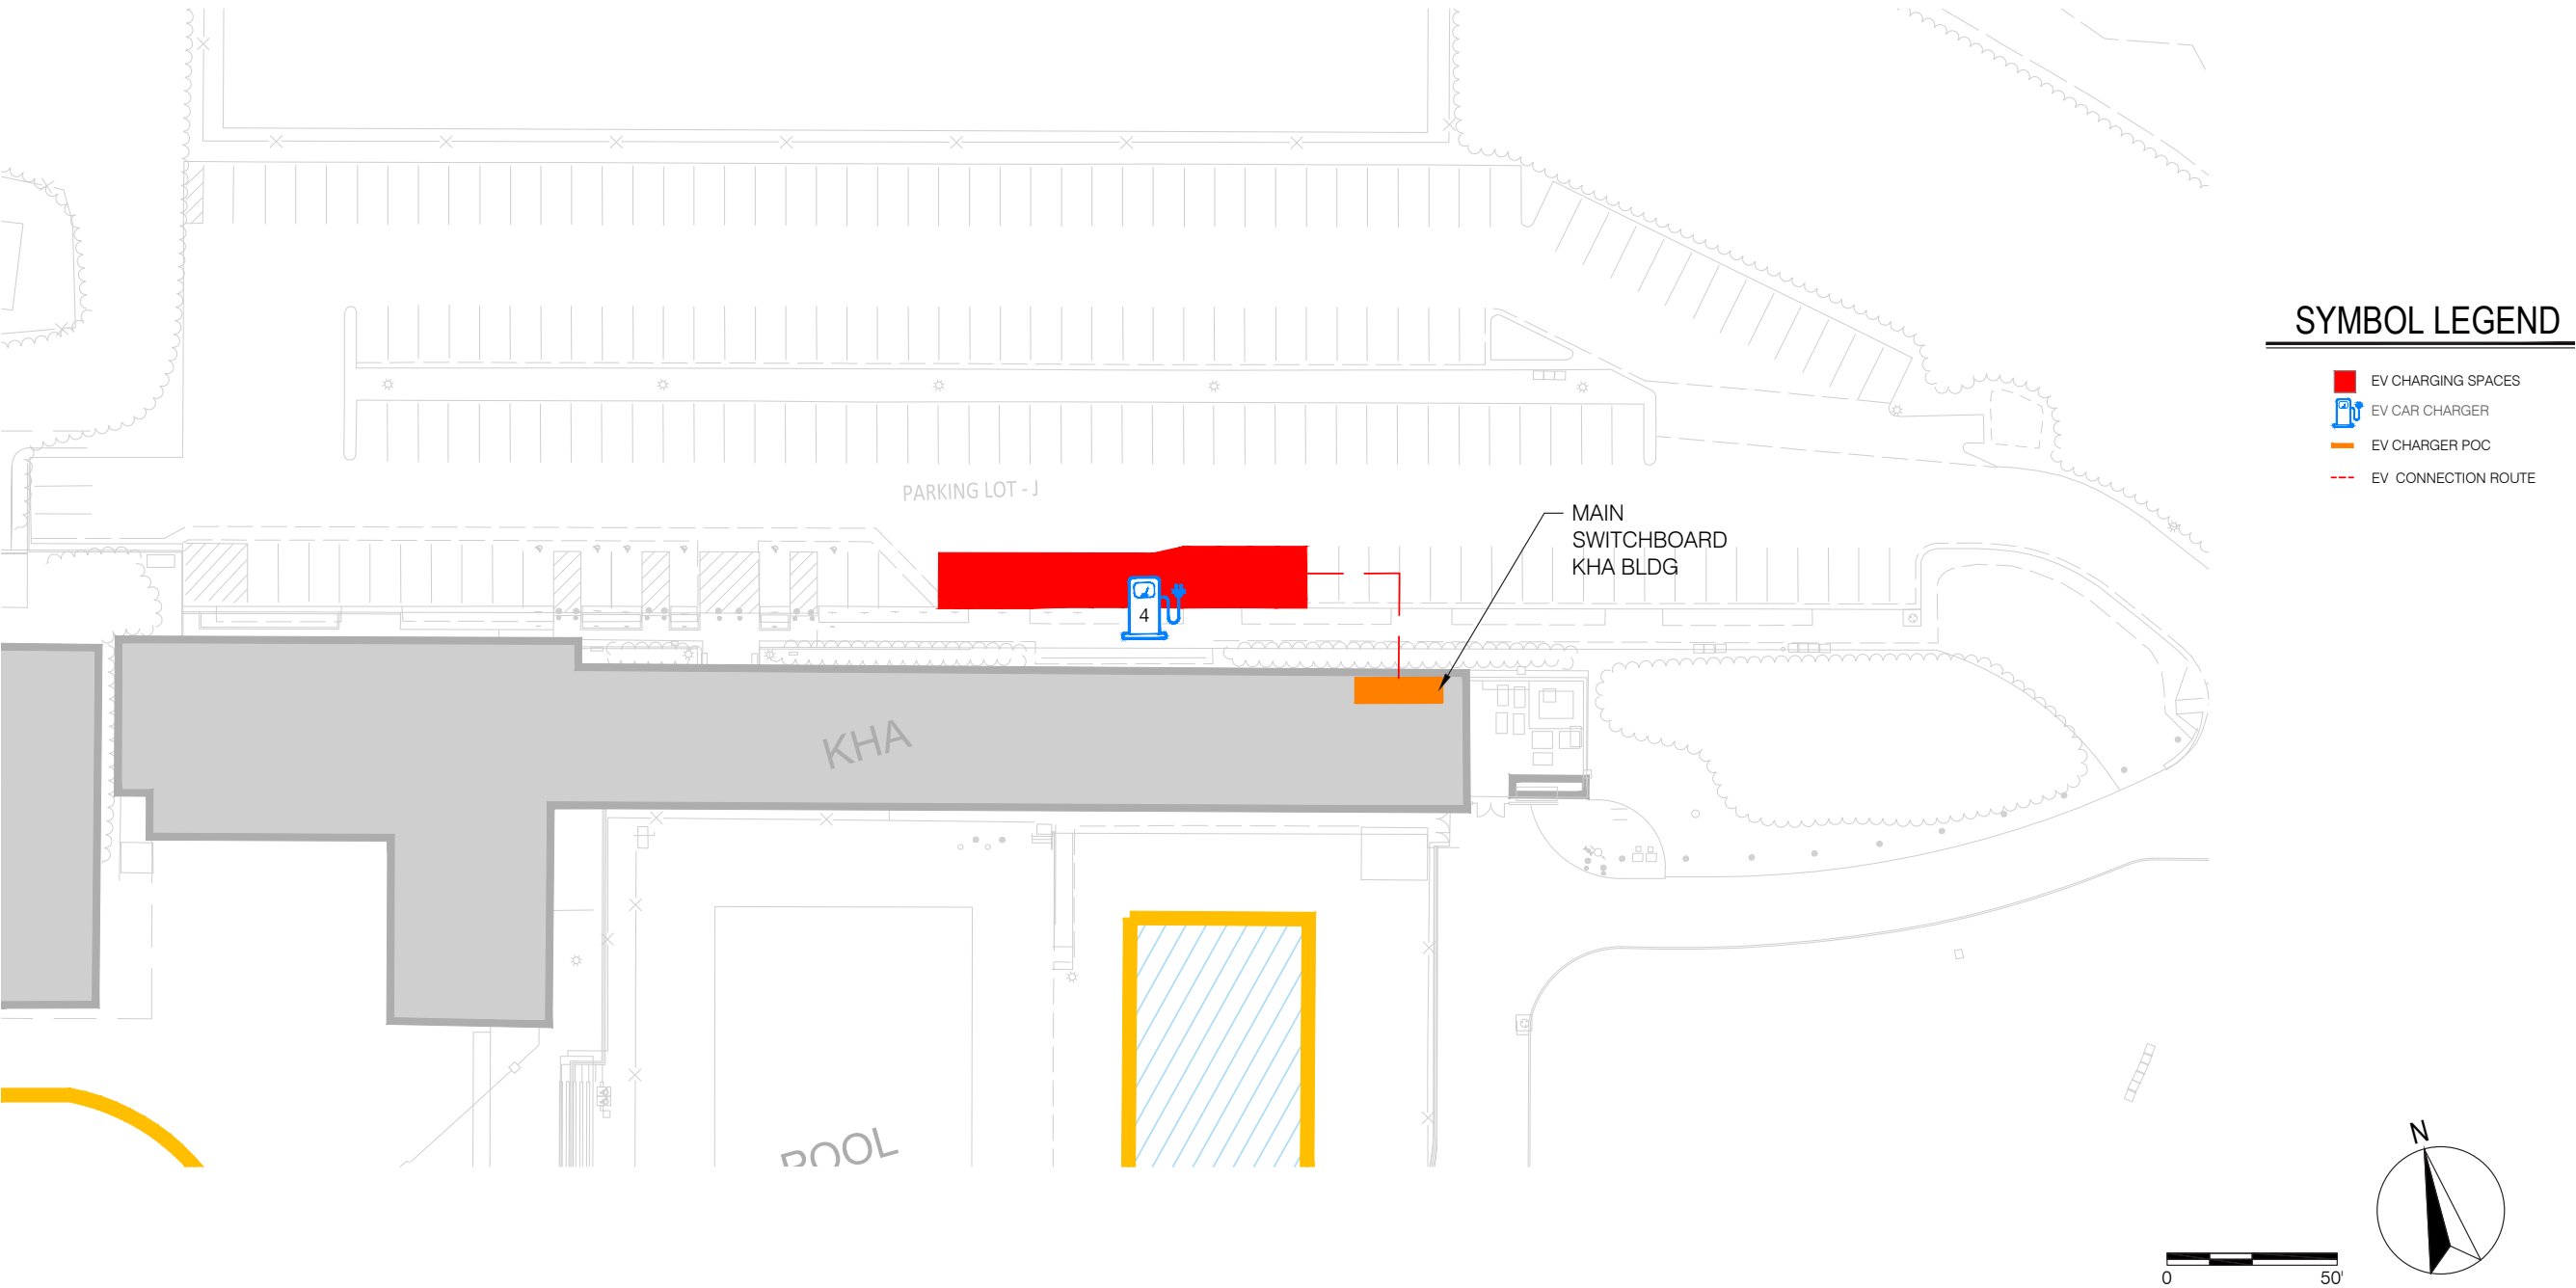 SYMBOL LEGEND
EV CHARGING SPACES
EV CAR CHARGER
EV CHARGER POC
EV CONNECTION ROUTE
PARKING LOT - J
MAIN
SWITCHBOARD
KHA BLDG
4
KHA
POOL
N
0 50'